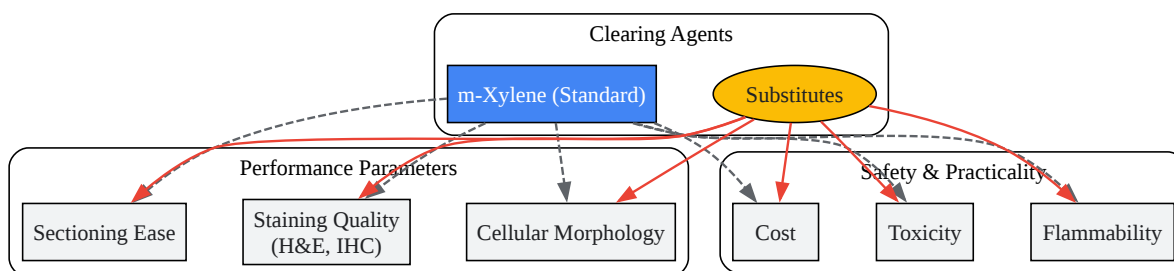 Clearing Agents
m-Xylene (Standard)
Substitutes
Performance Parameters
Safety & Practicality
Sectioning Ease
Staining Quality
(H&E, IHC)
Cellular Morphology
Cost
Toxicity
Flammability